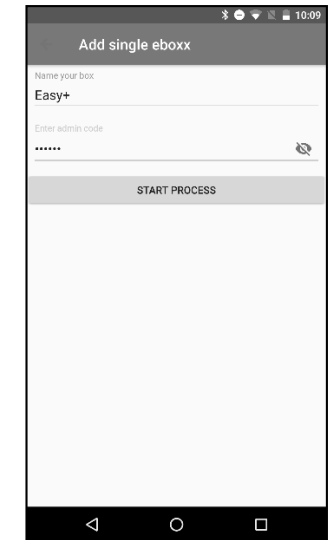 10:09
Add single eboxx
Name your box
Easy+
Enter admin code
••••••
START PROCESS